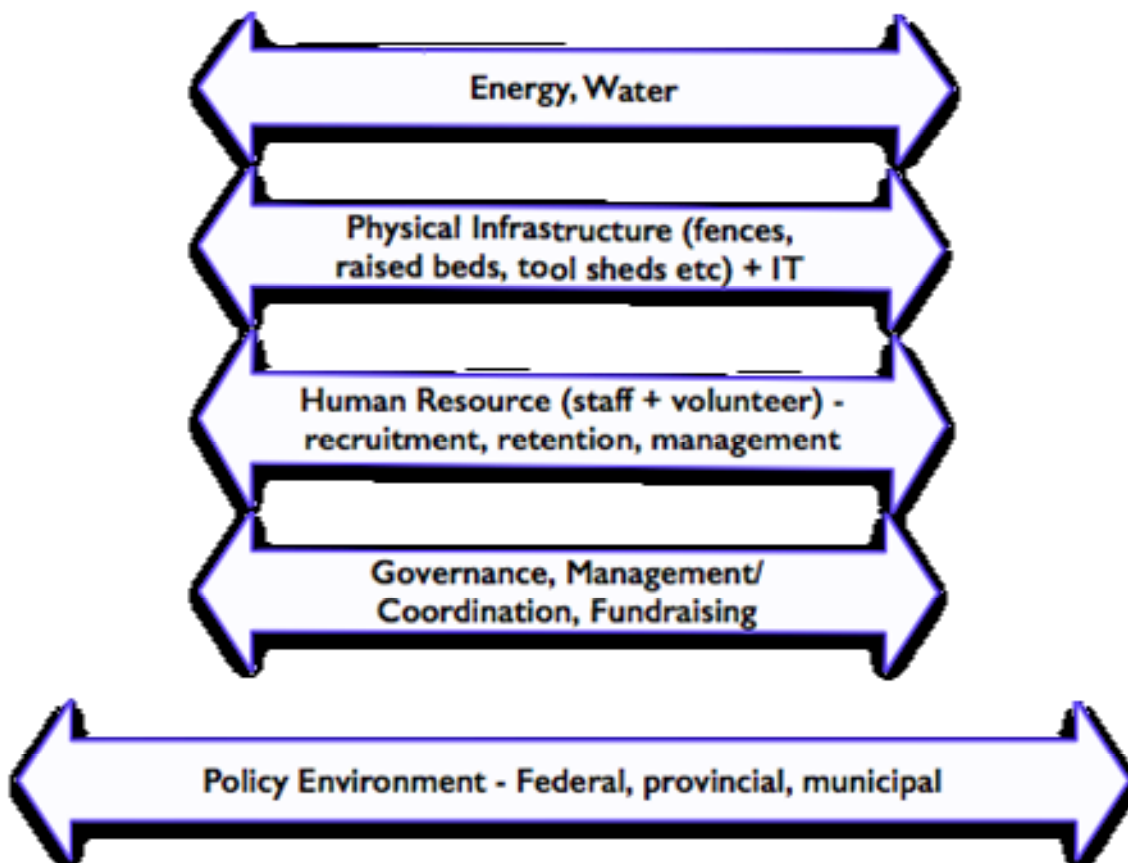 Energy, Water
Physical Infrastructure (fences,
raised beds, tool sheds etc) + IT
Human Resource (staff + volunteer) -
recruitment, retention, management
Governance, Management/
Coordination, Fundraising
Policy Environment - Federal, provincial, municipal